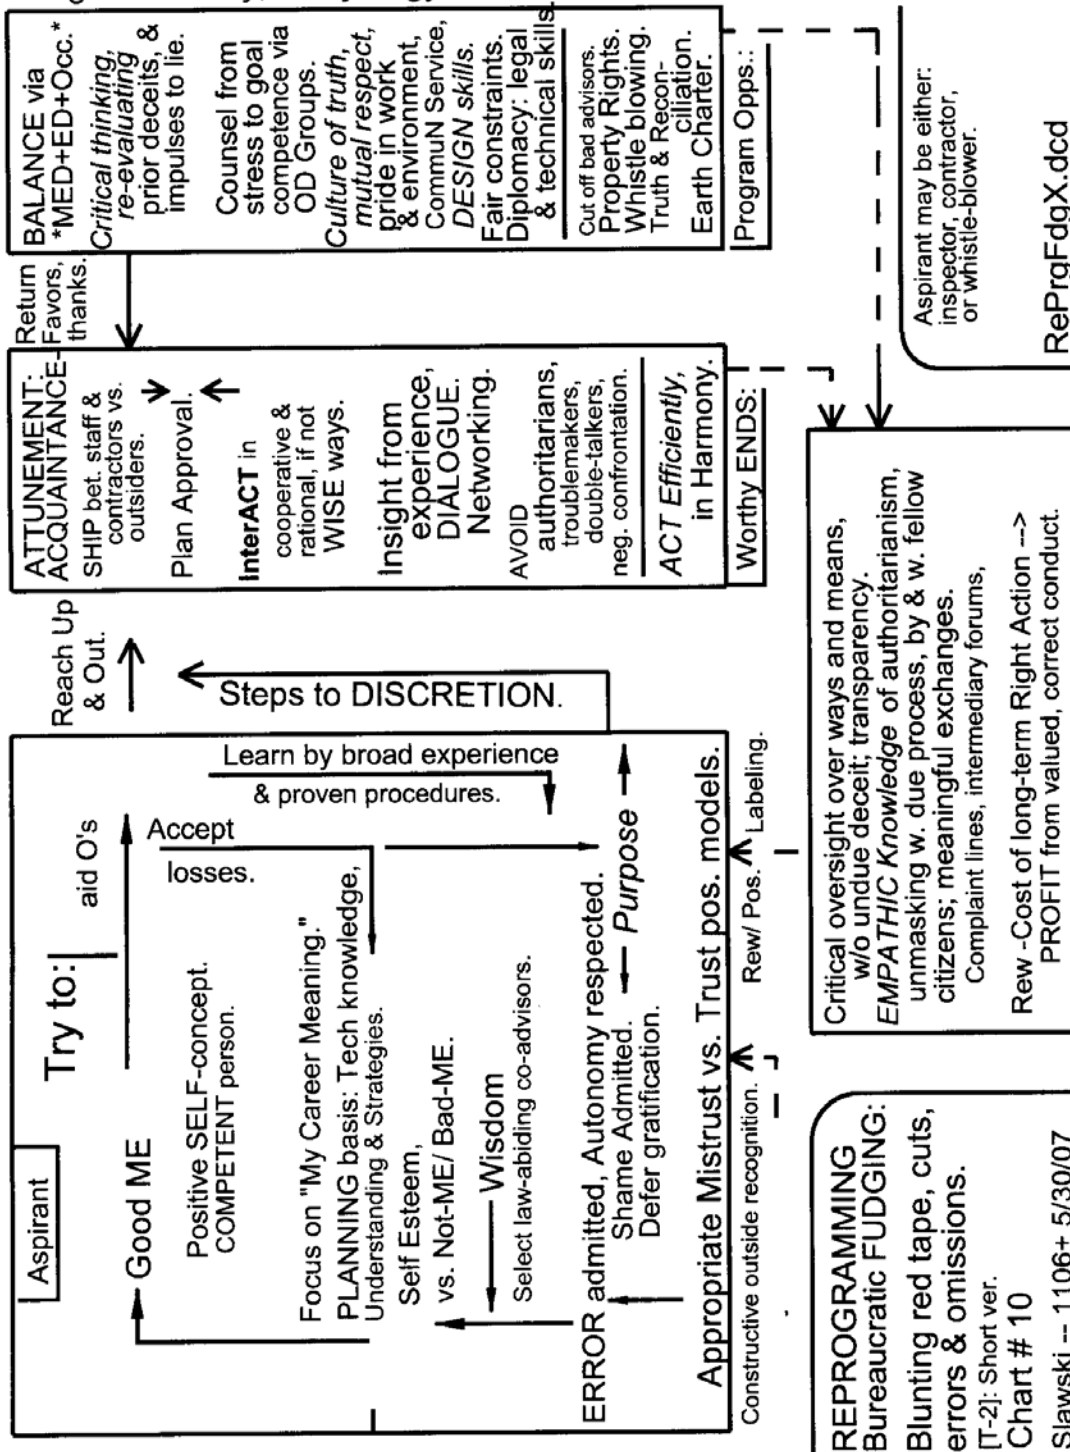 Aspirant
Try to:
aid O's
Good ME
Positive SELF-concept.
COMPETENT person.
Accept
losses.
Learn by broad experience
& proven procedures.
Focus on "My Career Meaning."
PLANNING basis: Tech knowledge,
Understanding & Strategies.
Self Esteem,
vs. Not-ME/ Bad-ME.
Wisdom
Select law-abiding co-advisors.
ERROR admitted, Autonomy respected.
Shame Admitted.
Defer gratification.
Purpose
Appropriate Mistrust vs. Trust pos. models.
Constructive outside recognition.
Rew/ Pos. Labeling.
Steps to DISCRETION.
Reach Up
& Out.
ATTUNEMENT:
ACQUAINTANCE-
SHIP bet. staff &
contractors vs.
outsiders.
Plan Approval.
InterACT in
cooperative &
rational, if not
WISE ways.
Insight from
experience,
DIALOGUE.
Networking.
AVOID
authoritarians,
troublemakers,
double-talkers,
neg. confrontation.
ACT Efficiently,
in Harmony.
Worthy ENDS:
Return
Favors,
thanks.
BALANCE via
*MED+ED+Occ.*
Critical thinking,
re-evaluating
prior deceits, &
impulses to lie.
Counsel from
stress to goal
competence via
OD Groups.
Culture of truth,
mutual respect,
pride in work
& environment,
CommuN Service,
DESIGN skills.
Fair constraints.
Diplomacy: legal
& technical skills.
Cut off bad advisors.
Property Rights.
Whistle blowing.
Truth & Recon-
ciliation.
Earth Charter.
Program Opps.:
REPROGRAMMING
Bureaucratic FUDGING:
Blunting red tape, cuts,
errors & omissions.
[T-2]: Short ver.
Chart # 10
Slawski -- 1106+ 5/30/07
Critical oversight over ways and means,
w/o undue deceit; transparency.
EMPATHIC Knowledge of authoritarianism,
unmasking w. due process, by & w. fellow
citizens; meaningful exchanges.
Complaint lines, intermediary forums,
Rew -Cost of long-term Right Action -->
PROFIT from valued, correct conduct.
Aspirant may be either:
inspector, contractor,
or whistle-blower.
RePrgFdgX.dcd